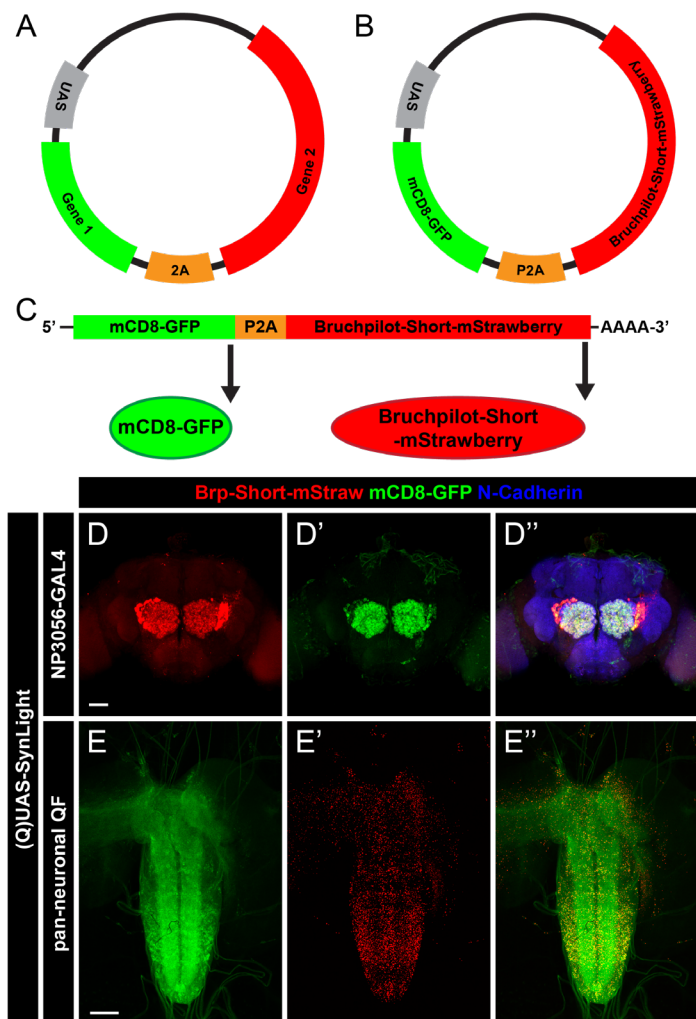 A
UAS
Gene 1
2A
Gene 2
B
UAS
mCD8-GFP
P2A
Bruchpilot-Short-mStrawberry
C
5’
mCD8-GFP
P2A
Bruchpilot-Short-mStrawberry
AAAA-3’
mCD8-GFP
Bruchpilot-Short
-mStrawberry
Brp-Short-mStraw mCD8-GFP N-Cadherin
(Q)UAS-SynLight
NP3056-GAL4
D
D’
D’’
pan-neuronal QF
E
E’
E’’